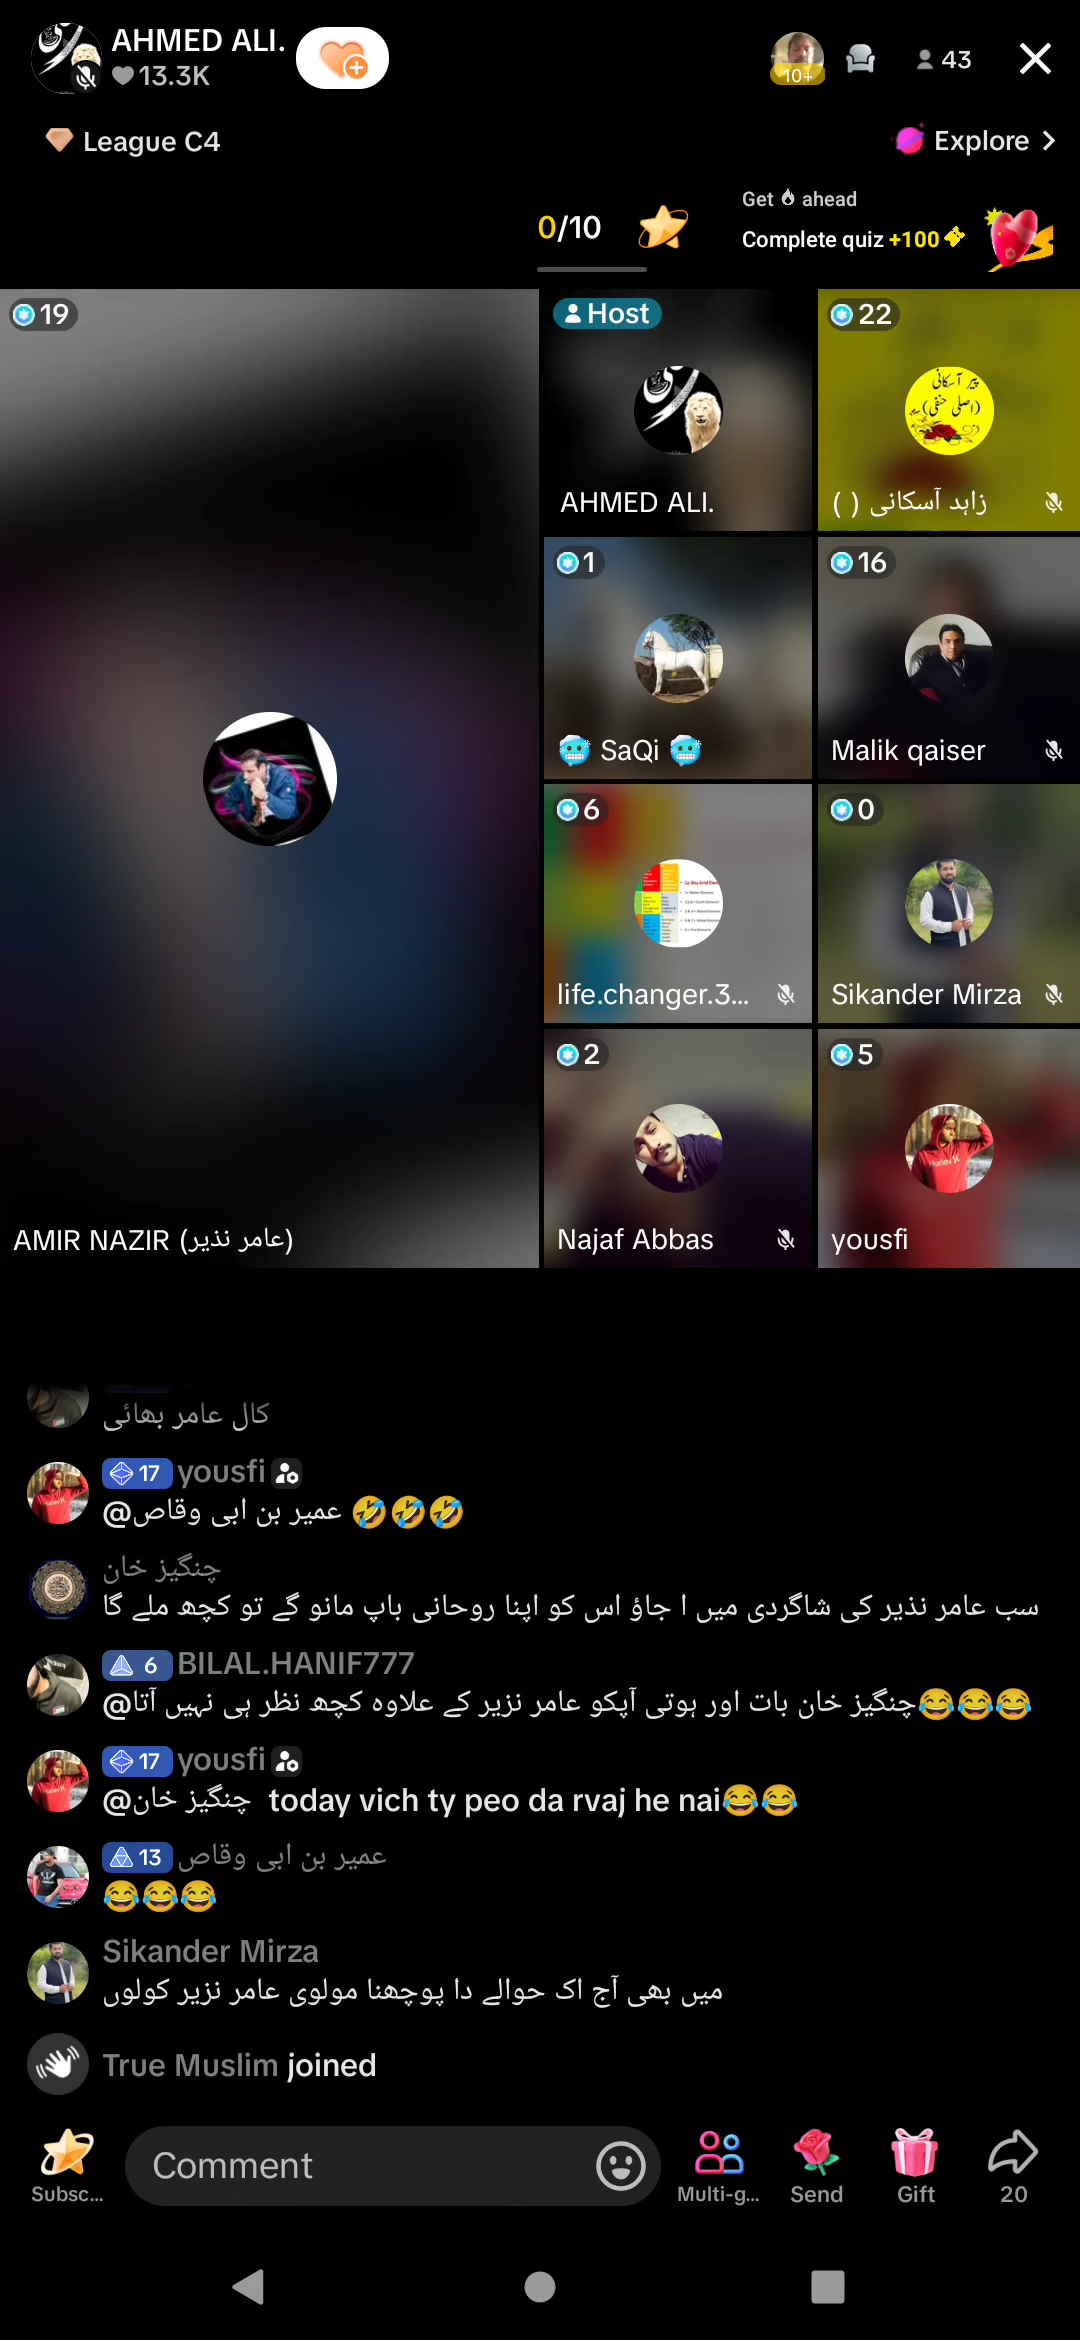 AHMED ALI.
13.3K
10+
43
League C4
Explore
0/10
Get ahead
Complete quiz +100
19
Host
22
پیر آسکانی
(اصلی حنفی)
AHMED ALI.
زاہد آسکانی ( )
1
16
SaQi
Malik qaiser
6
0
life.changer.3...
Sikander Mirza
2
5
AMIR NAZIR (عامر نذیر)
Najaf Abbas
yousfi
کال عامر بھائی
17 yousfi
@عمیر بن ابی وقاص 🤣🤣🤣
چنگیز خان
سب عامر نذیر کی شاگردی میں ا جاؤ اس کو اپنا روحانی باپ مانو گے تو کچھ ملے گا
6 BILAL.HANIF777
@چنگیز خان بات اور ہوتی آپکو عامر نزیر کے علاوہ کچھ نظر ہی نہیں آتا😂😂😂
17 yousfi
@چنگیز خان today vich ty peo da rvaj he nai😂😂
13 عمیر بن ابی وقاص
😂😂😂
Sikander Mirza
میں بھی آج اک حوالے دا پوچھنا مولوی عامر نزیر کولوں
True Muslim joined
Comment
Subsc...
Multi-g...
Send
Gift
20